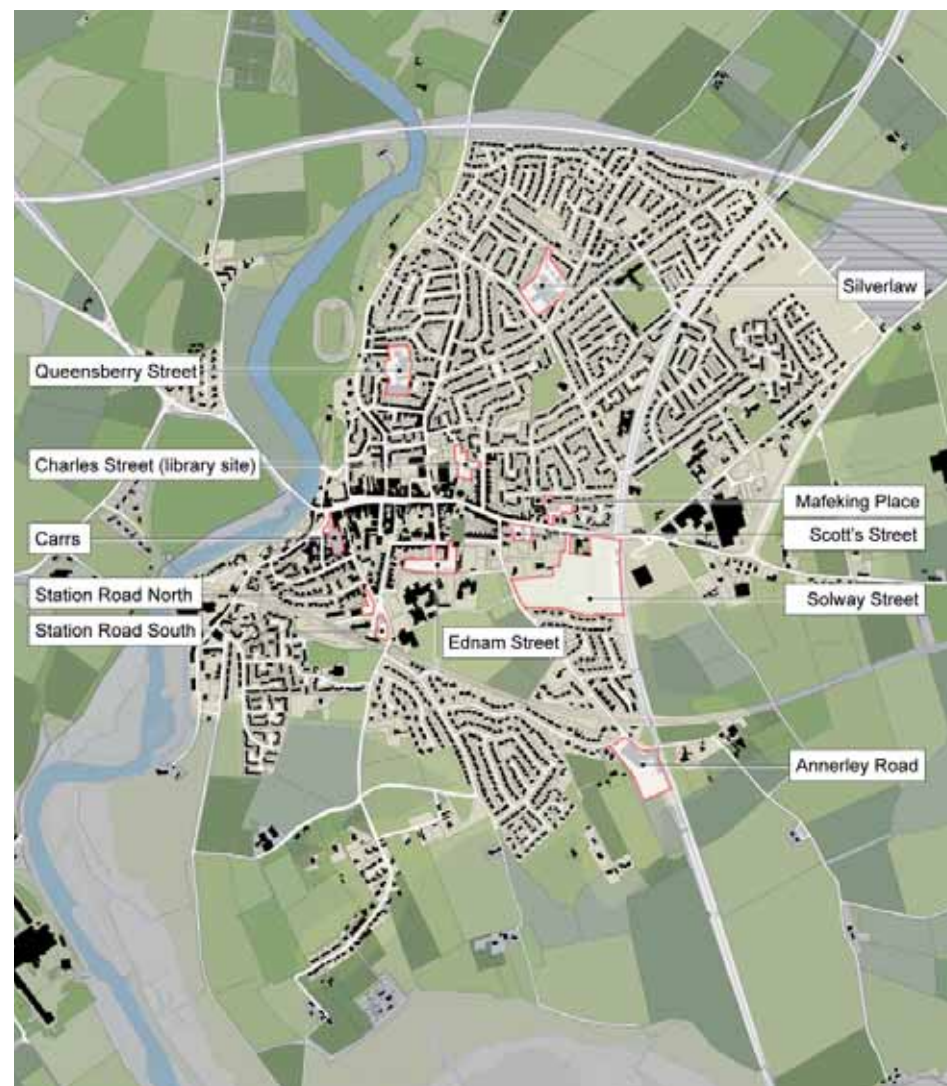 Silverlaw
Queensberry Street
Charles Street (library site)
Mafeking Place
Carrs
Scott's Street
Station Road North
Solway Street
Station Road South
Ednam Street
Annerley Road